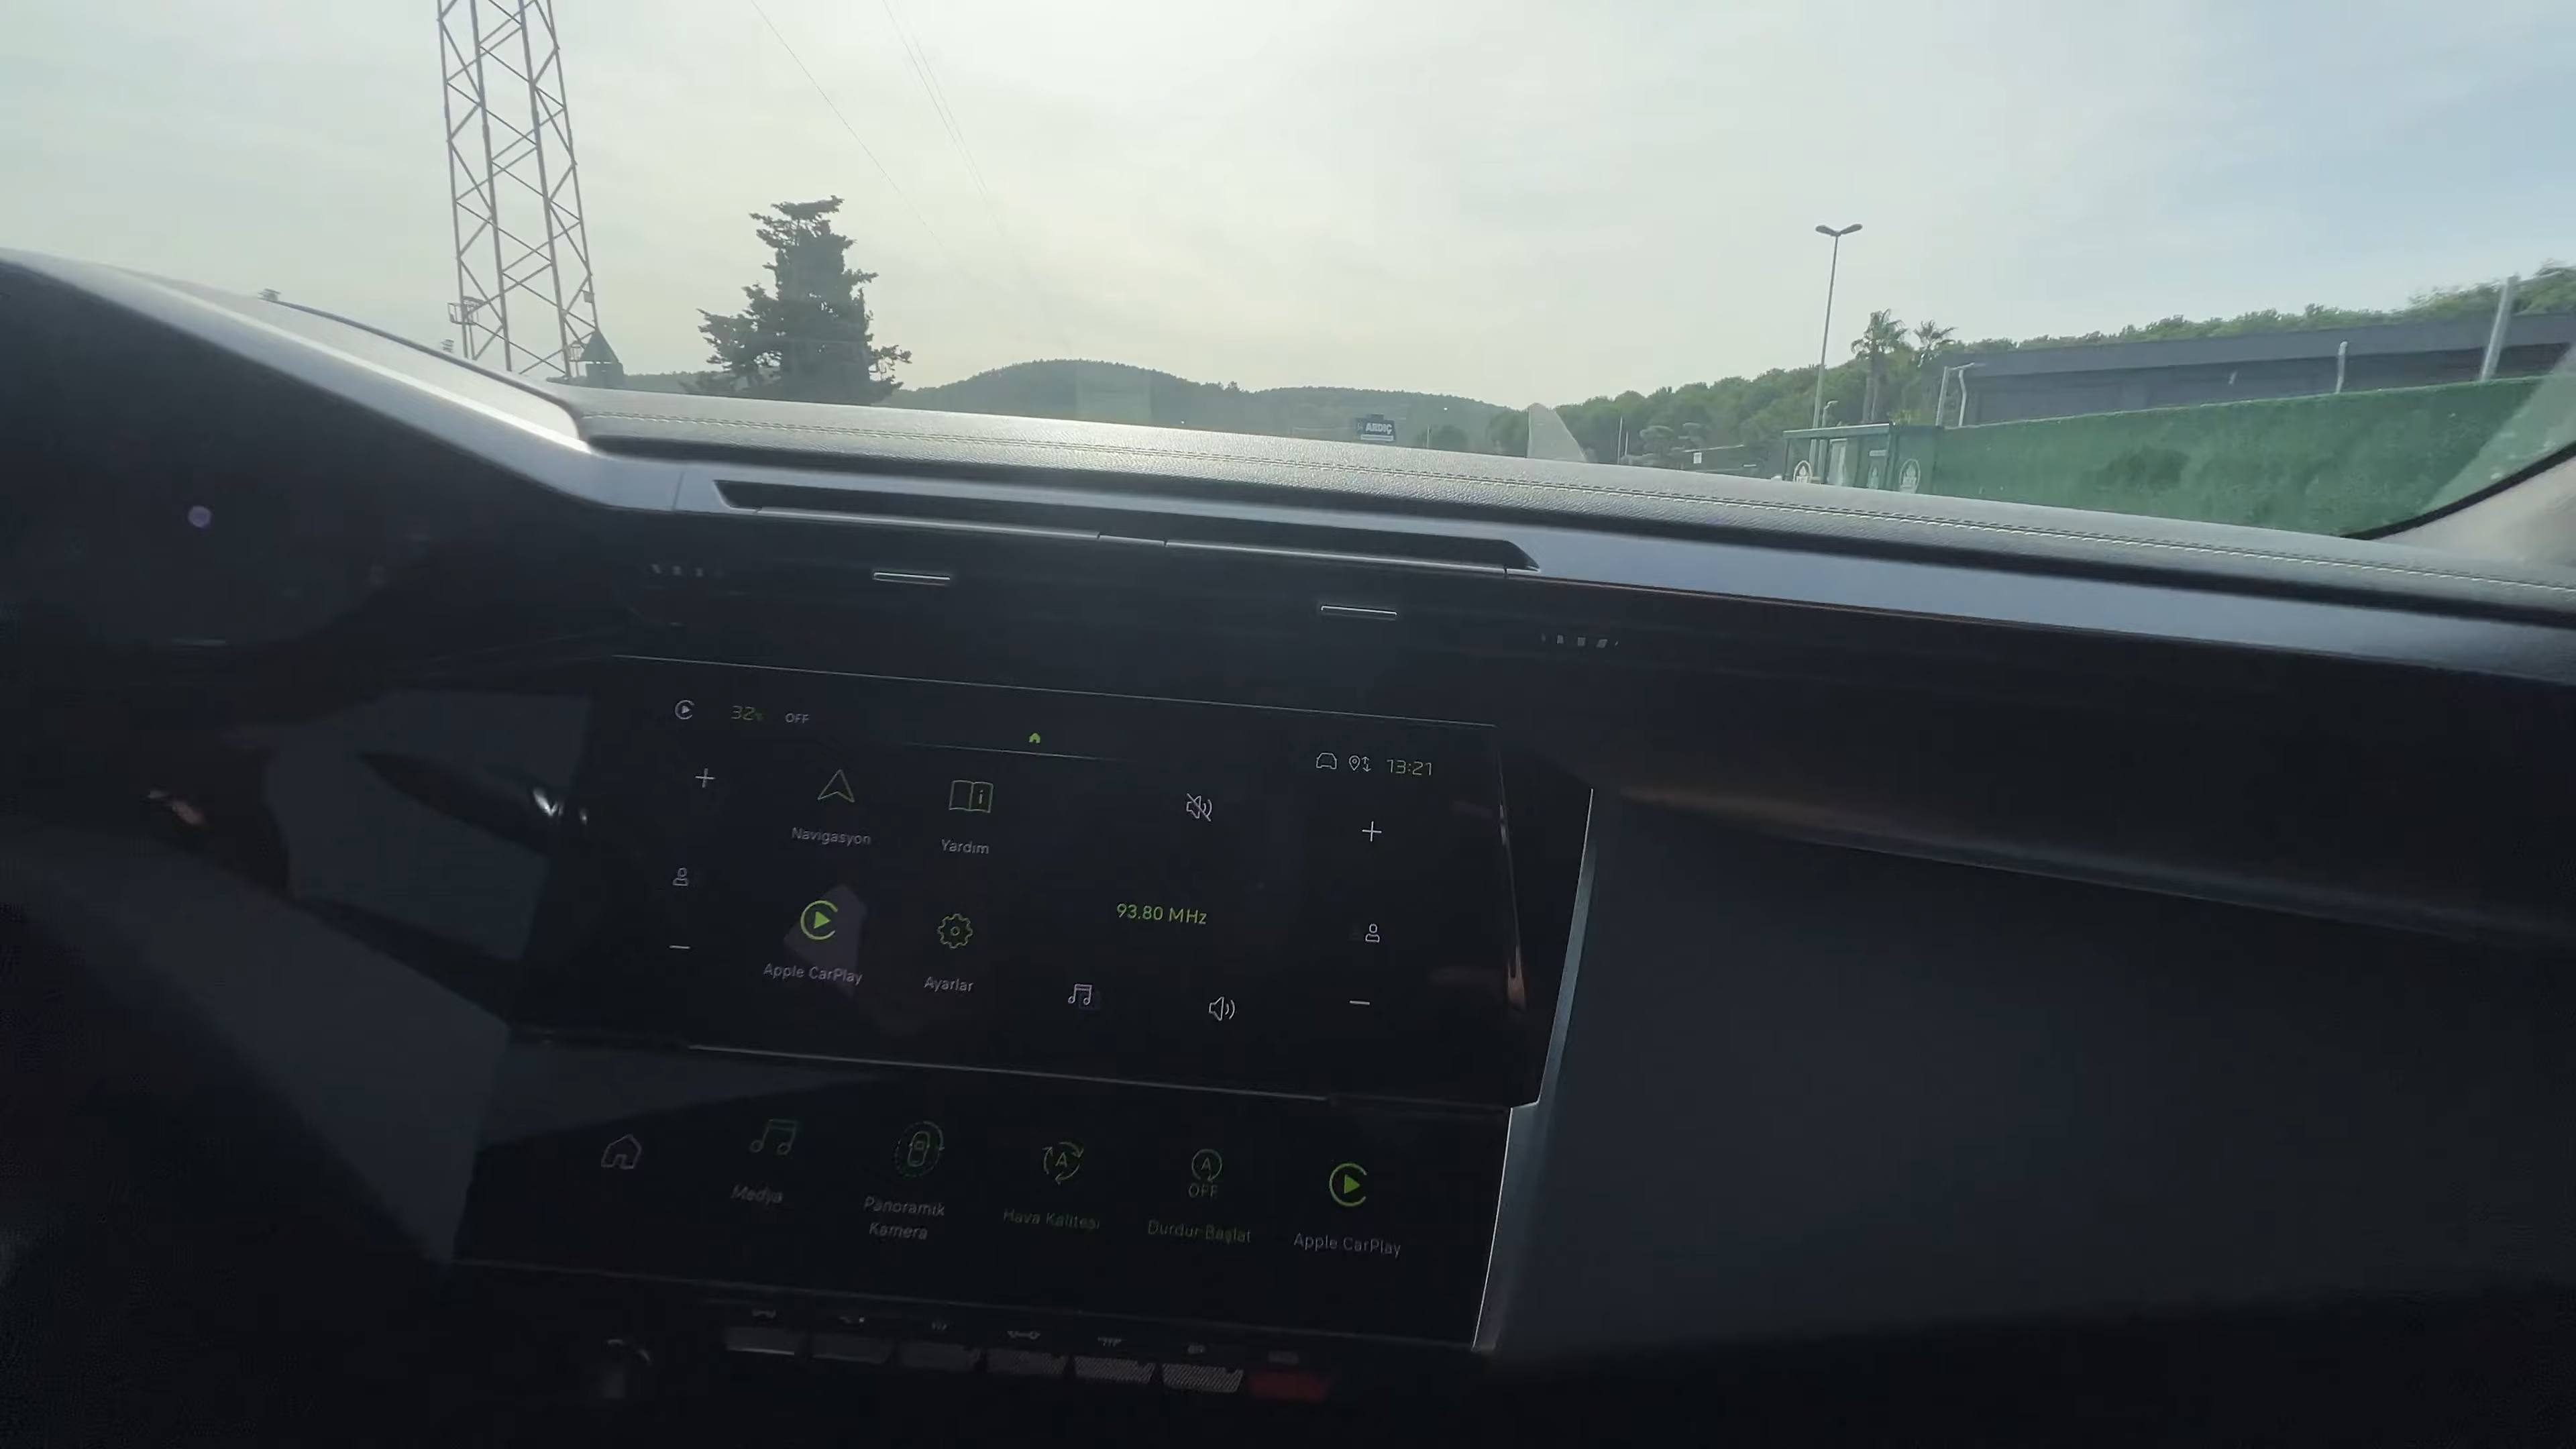 ARDIÇ
32°
OFF
13:21
Navigasyon
Yardım
93.80 MHz
Apple CarPlay
Ayarlar
Medya
Panoramik
Kamera
A
Hava Kalitesi
A
OFF
Durdur-Başlat
Apple CarPlay